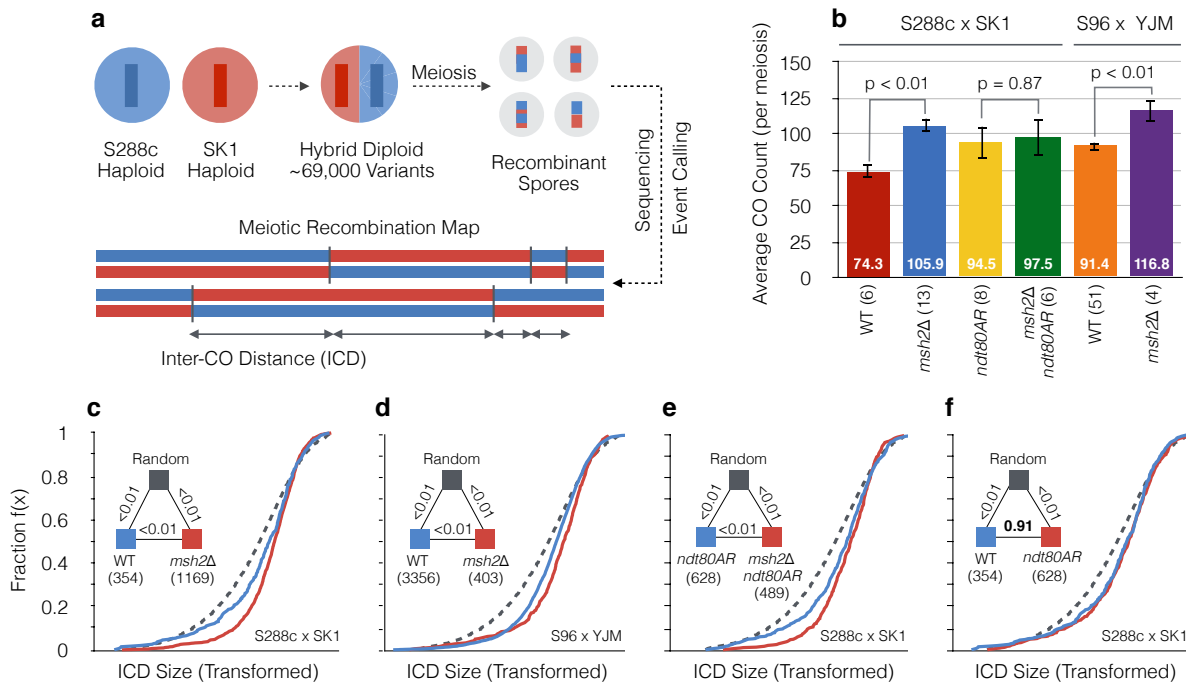 a
S288c
Haploid
SK1
Haploid
Hybrid Diploid
~69,000 Variants
Meiosis
Recombinant
Spores
Sequencing
Event Calling
Meiotic Recombination Map
Inter-CO Distance (ICD)
b
S288c x SK1
S96 x YJM
Average CO Count (per meiosis)
150
125
100
75
50
25
0
p < 0.01
p = 0.87
p < 0.01
74.3
105.9
94.5
97.5
91.4
116.8
WT (6)
msh2Δ (13)
ndt80AR (8)
msh2Δ
ndt80AR (6)
WT (51)
msh2Δ (4)
c
Fraction f(x)
1
0.8
0.6
0.4
0.2
0
Random
<0.01
<0.01
<0.01
WT
(354)
msh2Δ
(1169)
S288c x SK1
ICD Size (Transformed)
d
Random
<0.01
<0.01
<0.01
WT
(3356)
msh2Δ
(403)
S96 x YJM
ICD Size (Transformed)
e
Random
<0.01
<0.01
<0.01
ndt80AR
(628)
msh2Δ
ndt80AR
(489)
S288c x SK1
ICD Size (Transformed)
f
Random
<0.01
<0.01
0.91
WT
(354)
ndt80AR
(628)
S288c x SK1
ICD Size (Transformed)